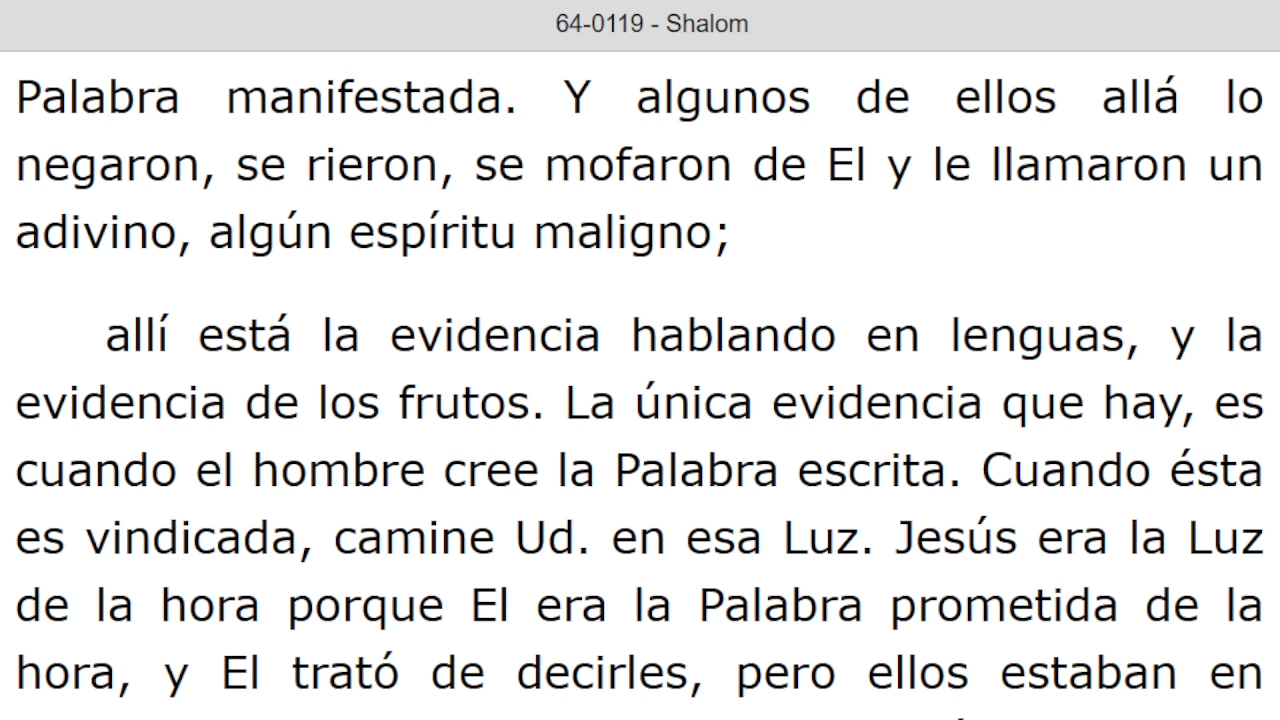 64-0119 - Shalom
Palabra manifestada. Y algunos de ellos allá lo
negaron, se rieron, se mofaron de El y le llamaron un
adivino, algún espíritu maligno;
allí está la evidencia hablando en lenguas, y la
evidencia de los frutos. La única evidencia que hay, es
cuando el hombre cree la Palabra escrita. Cuando ésta
es vindicada, camine Ud. en esa Luz. Jesús era la Luz
de la hora porque El era la Palabra prometida de la
hora, y El trató de decirles, pero ellos estaban en